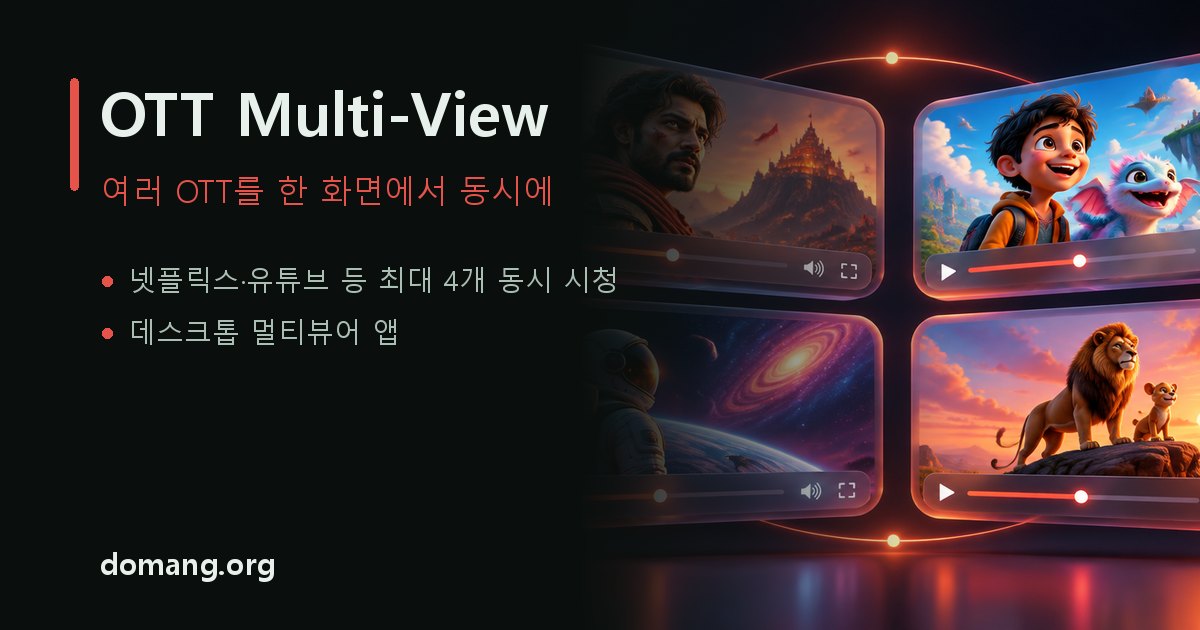 OTT Multi-View
여러 OTT를 한 화면에서 동시에
넷플릭스·유튜브 등 최대 4개 동시 시청
데스크톱 멀티뷰어 앱
domang.org